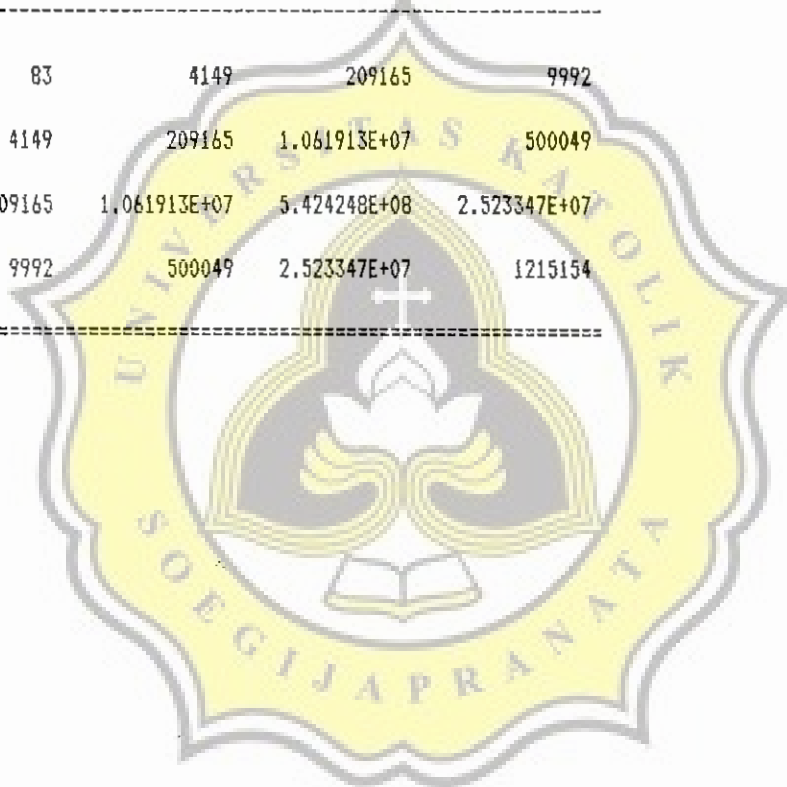 83 4149 209165 9992
4149 209165 1.061913E+07 500049
09165 1.061913E+07 5.424248E+08 2.523347E+07
9992 500049 2.523347E+07 1215154
UNIVERSITAS KATOLIK
SOEGIJAPRANATA